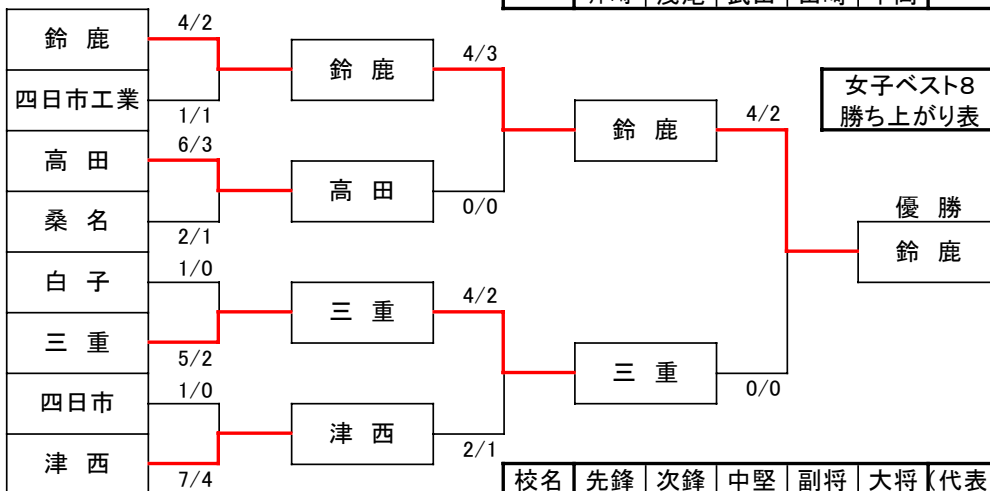 鈴 鹿
四日市工業
高 田
桑 名
白 子
三 重
四日市
津 西
4/2
1/1
6/3
2/1
1/0
5/2
1/0
7/4
鈴 鹿
高 田
三 重
津 西
4/3
0/0
4/2
2/1
鈴 鹿
三 重
4/2
0/0
女子ベスト8
勝ち上がり表
優 勝
鈴 鹿
校名 先鋒 次鋒 中堅 副将 大将 (代表